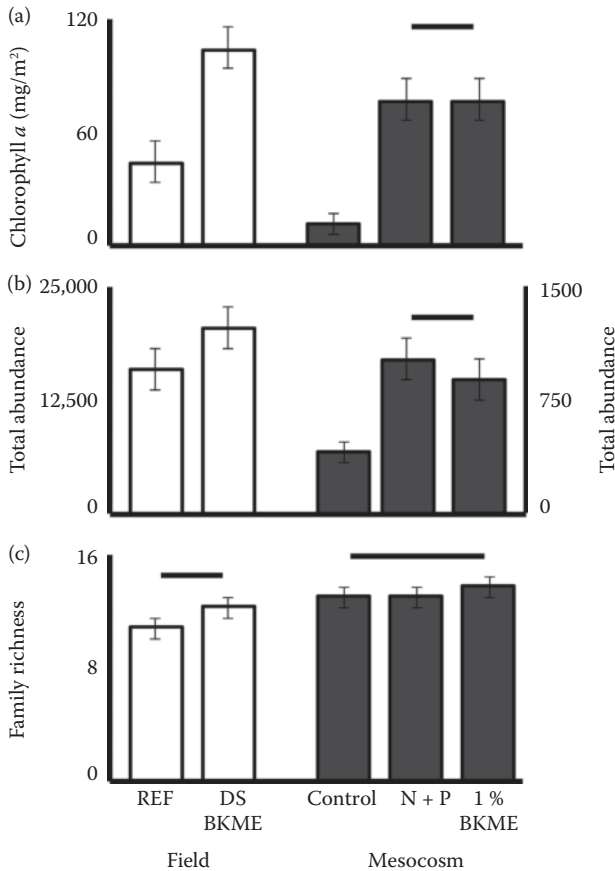 (a)
120
60
0
Chlorophyll a (mg/m²)
(b)
25,000
12,500
0
Total abundance
1500
750
0
Total abundance
(c)
16
8
0
Family richness
REF
DS
BKME
Control
N + P
1 %
BKME
Field
Mesocosm